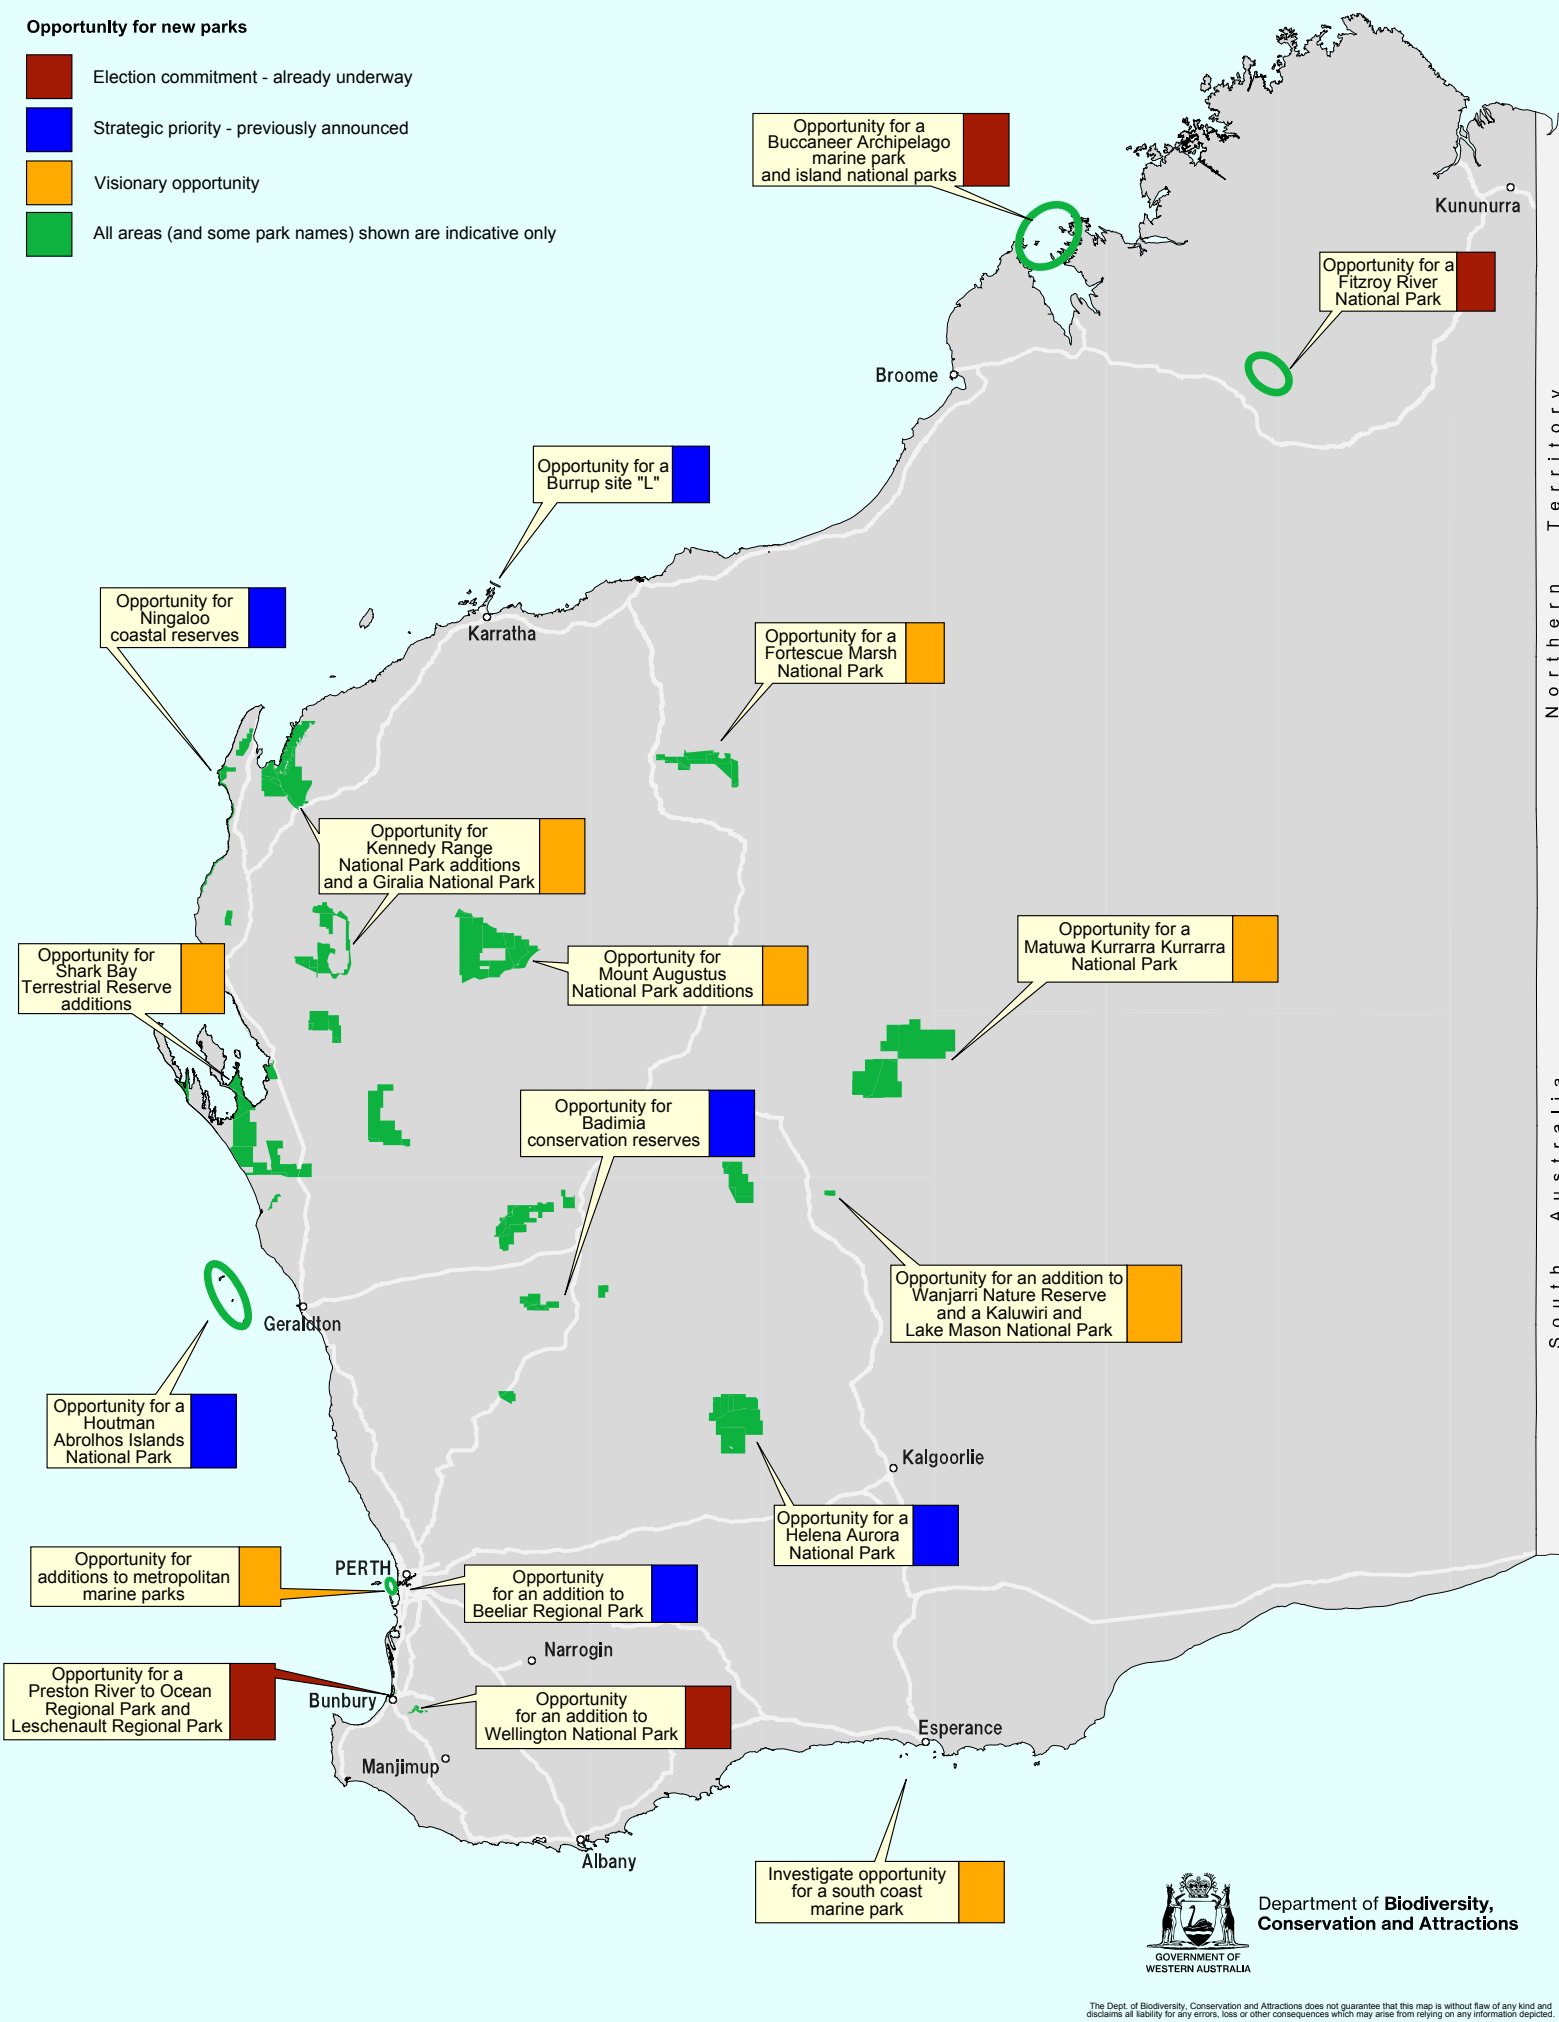 Opportunity for new parks
Election commitment - already underway
Strategic priority - previously announced
Visionary opportunity
All areas (and some park names) shown are indicative only
Opportunity for a
Buccaneer Archipelago
marine park
and island national parks
Kununurra
Opportunity for a
Fitzroy River
National Park
Broome
Northern Territory
Opportunity for a
Burrup site "L"
Opportunity for
Ningaloo
coastal reserves
Karratha
Opportunity for a
Fortescue Marsh
National Park
Opportunity for
Kennedy Range
National Park additions
and a Giralia National Park
Opportunity for
Shark Bay
Terrestrial Reserve
additions
Opportunity for
Mount Augustus
National Park additions
Opportunity for a
Matuwa Kurrarra Kurrarra
National Park
South Australia
Opportunity for
Badimia
conservation reserves
Opportunity for an addition to
Wanjarri Nature Reserve
and a Kaluwiri and
Lake Mason National Park
Geraldton
Opportunity for a
Houtman
Abrolhos Islands
National Park
Kalgoorlie
Opportunity for a
Helena Aurora
National Park
Opportunity for
additions to metropolitan
marine parks
PERTH
Opportunity
for an addition to
Beeliar Regional Park
Narrogin
Opportunity for a
Preston River to Ocean
Regional Park and
Leschenault Regional Park
Bunbury
Opportunity
for an addition to
Wellington National Park
Esperance
Manjimup
Albany
Investigate opportunity
for a south coast
marine park
GOVERNMENT OF
WESTERN AUSTRALIA
Department of Biodiversity,
Conservation and Attractions
The Dept. of Biodiversity, Conservation and Attractions does not guarantee that this map is without flaw of any kind and
disclaims all liability for any errors, loss or other consequences which may arise from relying on any information depicted.